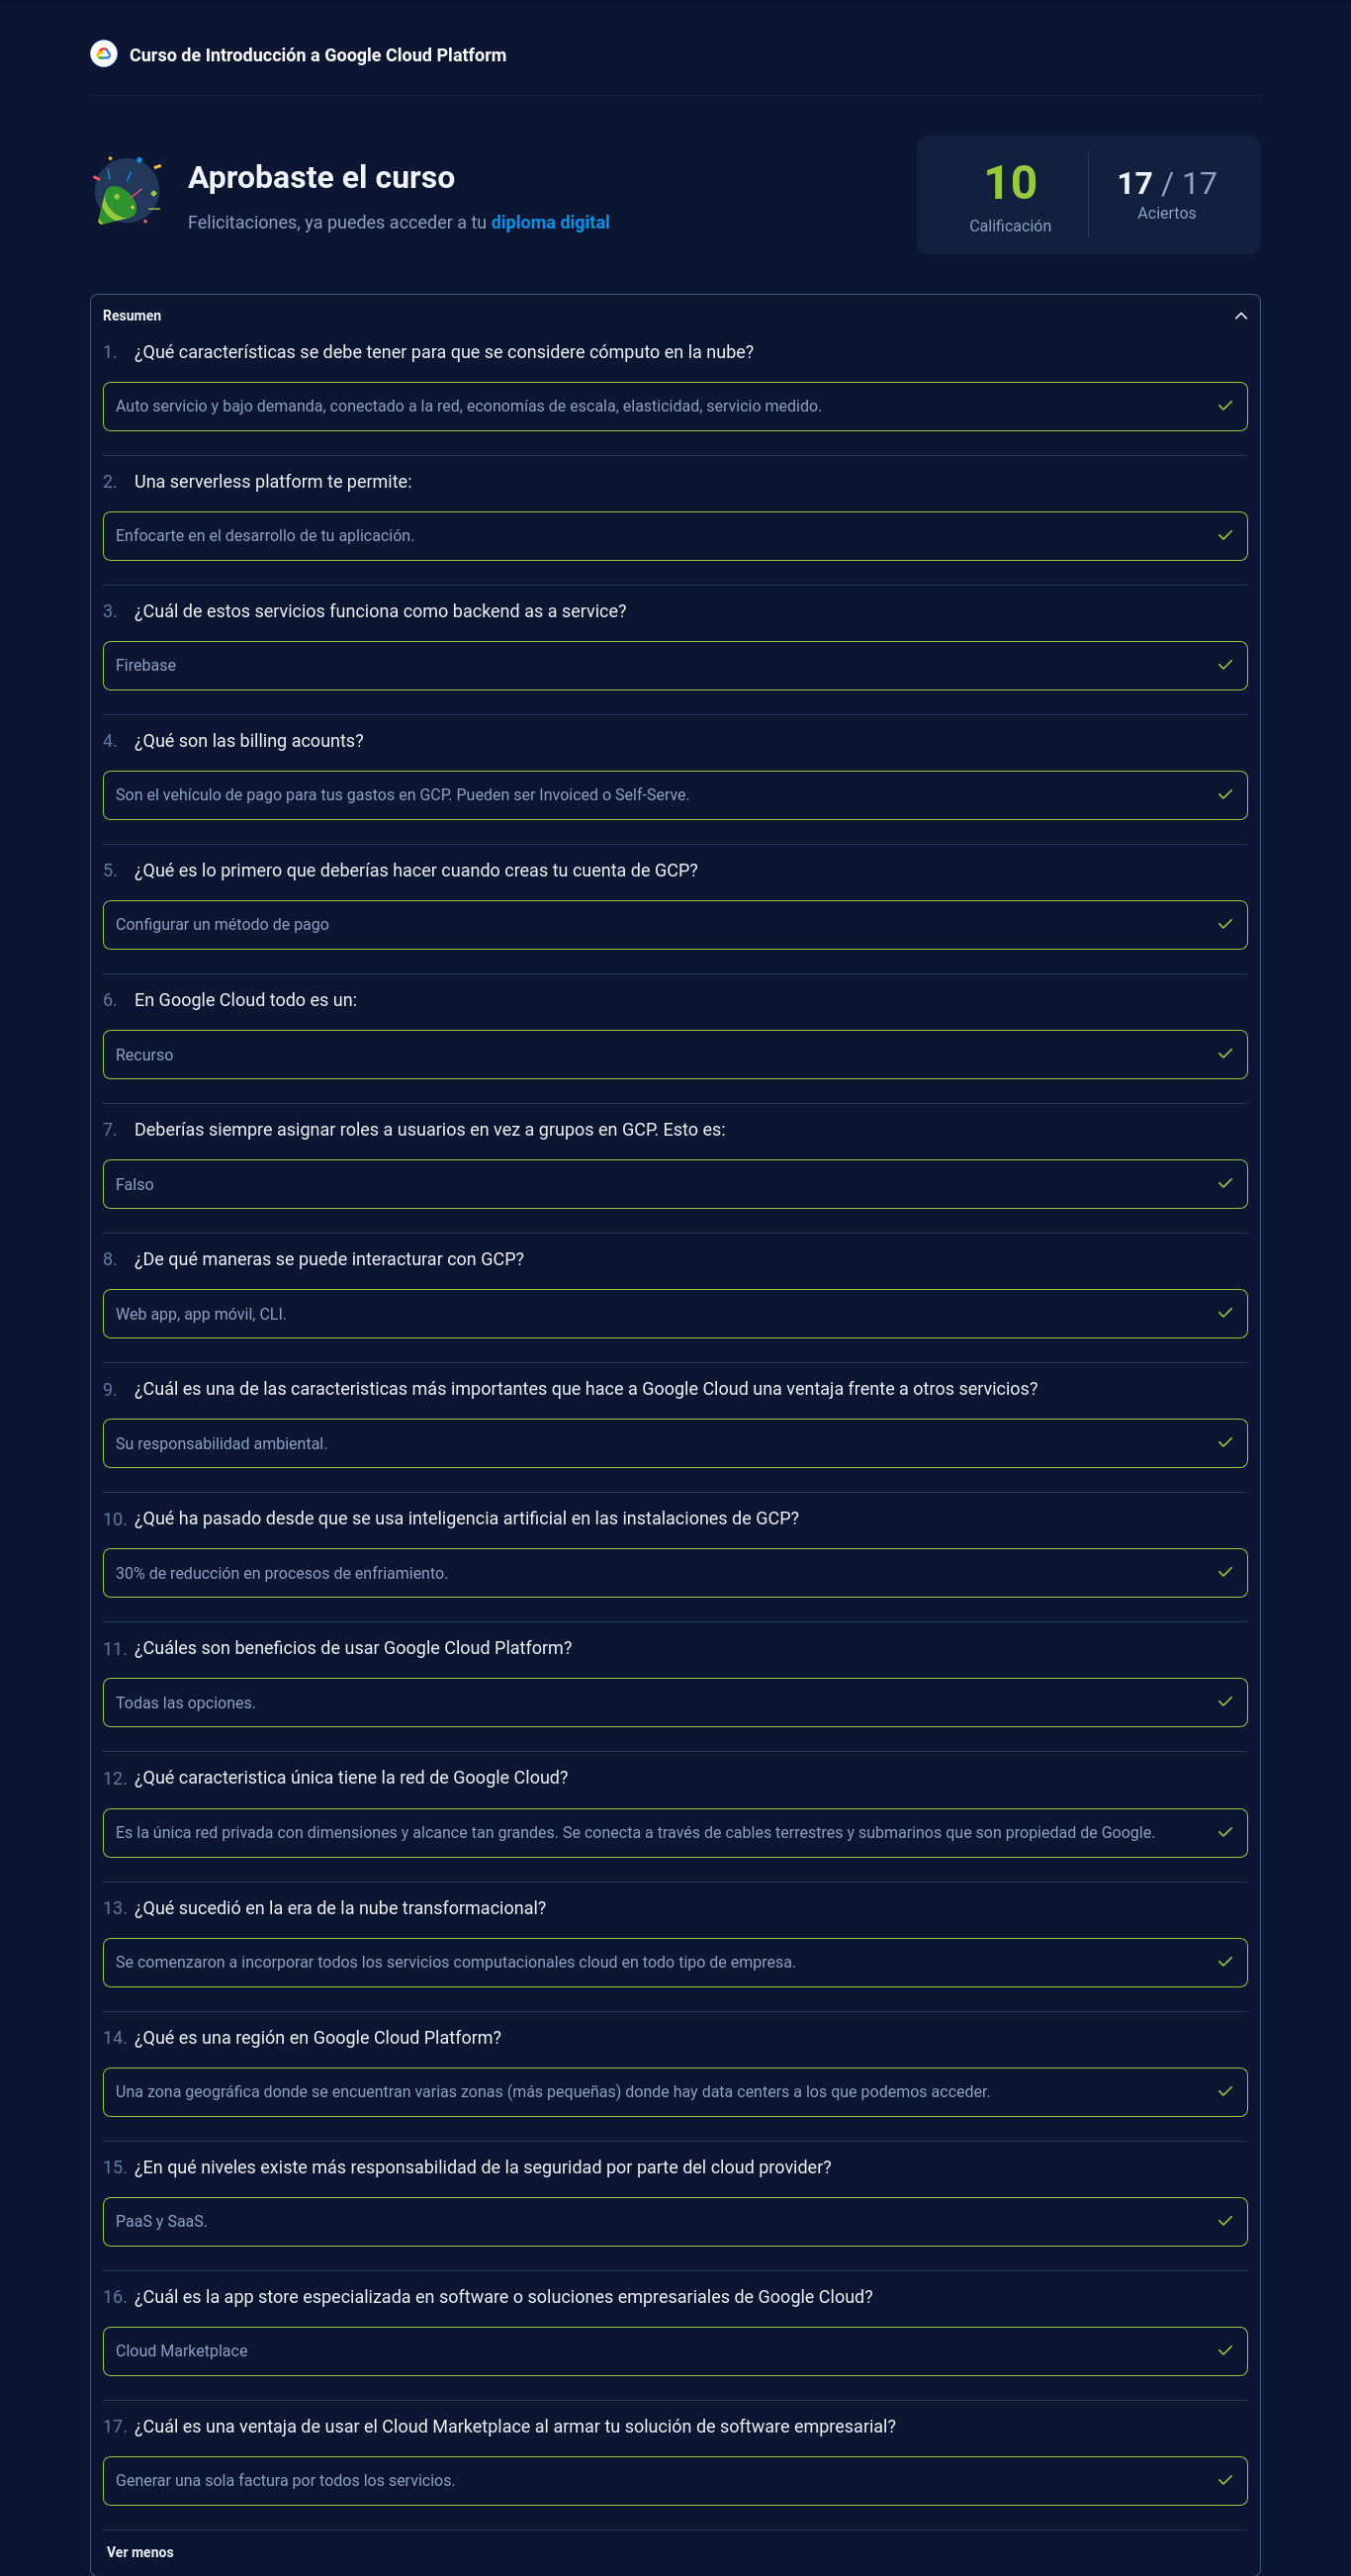 Curso de Introducción a Google Cloud Platform
Aprobaste el curso
Felicitaciones, ya puedes acceder a tu diploma digital
10
Calificación
17 / 17
Aciertos
Resumen
1. ¿Qué características se debe tener para que se considere cómputo en la nube?
Auto servicio y bajo demanda, conectado a la red, economías de escala, elasticidad, servicio medido.
2. Una serverless platform te permite:
Enfocarte en el desarrollo de tu aplicación.
3. ¿Cuál de estos servicios funciona como backend as a service?
Firebase
4. ¿Qué son las billing acounts?
Son el vehículo de pago para tus gastos en GCP. Pueden ser Invoiced o Self-Serve.
5. ¿Qué es lo primero que deberías hacer cuando creas tu cuenta de GCP?
Configurar un método de pago
6. En Google Cloud todo es un:
Recurso
7. Deberías siempre asignar roles a usuarios en vez a grupos en GCP. Esto es:
Falso
8. ¿De qué maneras se puede interacturar con GCP?
Web app, app móvil, CLI.
9. ¿Cuál es una de las caracteristicas más importantes que hace a Google Cloud una ventaja frente a otros servicios?
Su responsabilidad ambiental.
10. ¿Qué ha pasado desde que se usa inteligencia artificial en las instalaciones de GCP?
30% de reducción en procesos de enfriamiento.
11. ¿Cuáles son beneficios de usar Google Cloud Platform?
Todas las opciones.
12. ¿Qué caracteristica única tiene la red de Google Cloud?
Es la única red privada con dimensiones y alcance tan grandes. Se conecta a través de cables terrestres y submarinos que son propiedad de Google.
13. ¿Qué sucedió en la era de la nube transformacional?
Se comenzaron a incorporar todos los servicios computacionales cloud en todo tipo de empresa.
14. ¿Qué es una región en Google Cloud Platform?
Una zona geográfica donde se encuentran varias zonas (más pequeñas) donde hay data centers a los que podemos acceder.
15. ¿En qué niveles existe más responsabilidad de la seguridad por parte del cloud provider?
PaaS y SaaS.
16. ¿Cuál es la app store especializada en software o soluciones empresariales de Google Cloud?
Cloud Marketplace
17. ¿Cuál es una ventaja de usar el Cloud Marketplace al armar tu solución de software empresarial?
Generar una sola factura por todos los servicios.
Ver menos